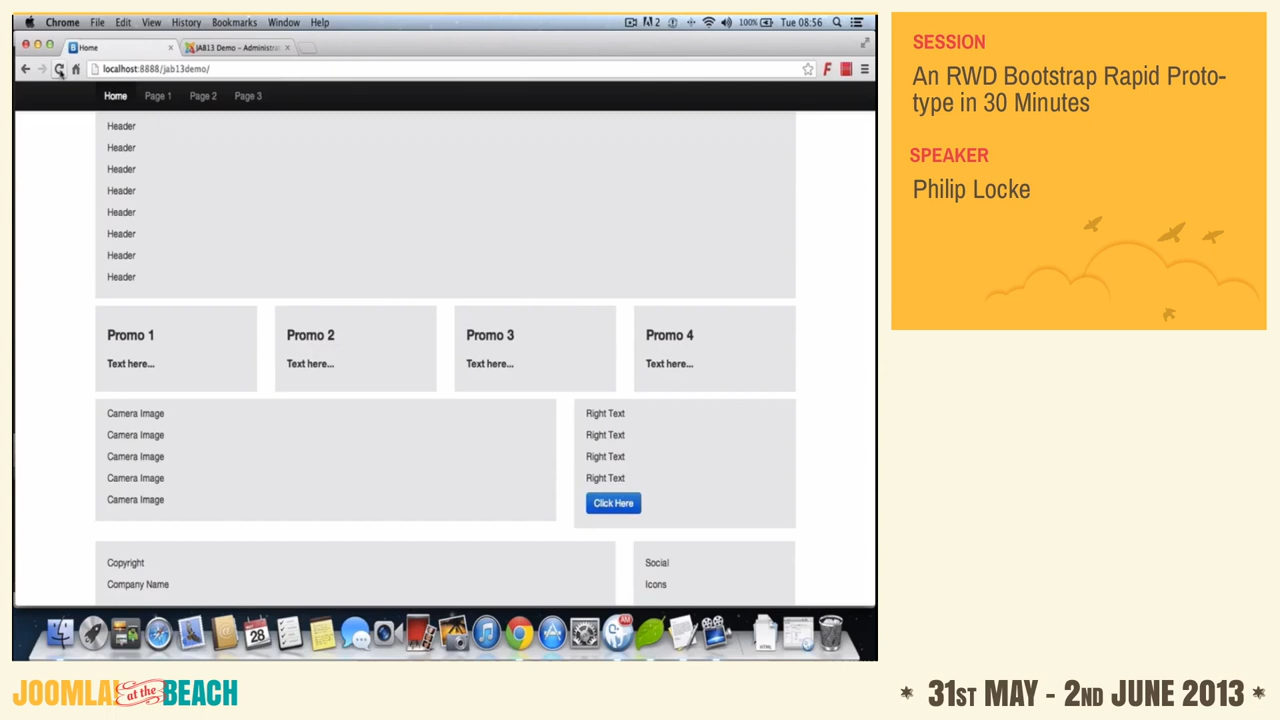 Chrome File Edit View History Bookmarks Window Help 2 100% Tue 08:56
Home JAB13 Demo – Administra
localhost:8888/jab13demo/
Home Page 1 Page 2 Page 3
Header
Header
Header
Header
Header
Header
Header
Header
Promo 1 Promo 2 Promo 3 Promo 4
Text here... Text here... Text here... Text here...
Camera Image Right Text
Camera Image Right Text
Camera Image Right Text
Camera Image Right Text
Camera Image
Click Here
Copyright Social
Company Name Icons
28
HTML
SESSION
An RWD Bootstrap Rapid Proto-
type in 30 Minutes
SPEAKER
Philip Locke
JOOMLA! at the BEACH
* 31ST MAY - 2ND JUNE 2013 *